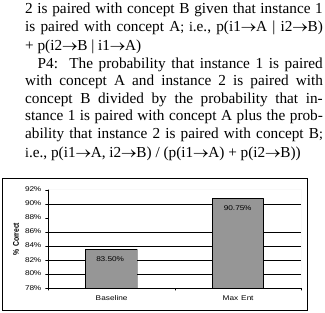 2 is paired with concept B given that instance 1
is paired with concept A; i.e., p(i1→A | i2→B)
+ p(i2→B | i1→A)
P4: The probability that instance 1 is paired
with concept A and instance 2 is paired with
concept B divided by the probability that in-
stance 1 is paired with concept A plus the prob-
ability that instance 2 is paired with concept B;
i.e., p(i1→A, i2→B) / (p(i1→A) + p(i2→B))
92%
90%
88%
86%
84%
82%
80%
78%
% Correct
83.50%
90.75%
Baseline
Max Ent